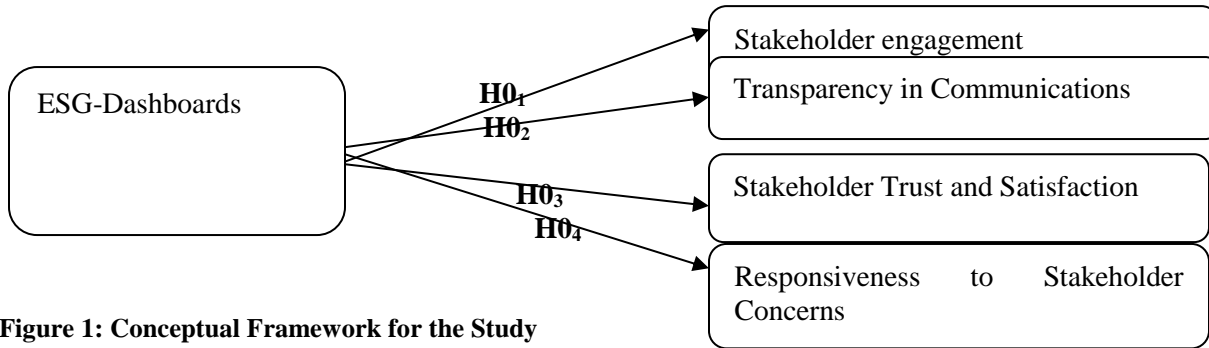 Stakeholder engagement
ESG-Dashboards
Transparency in Communications
H0₁
H0₂
Stakeholder Trust and Satisfaction
H0₃
H0₄
Responsiveness to Stakeholder
Concerns
Figure 1: Conceptual Framework for the Study